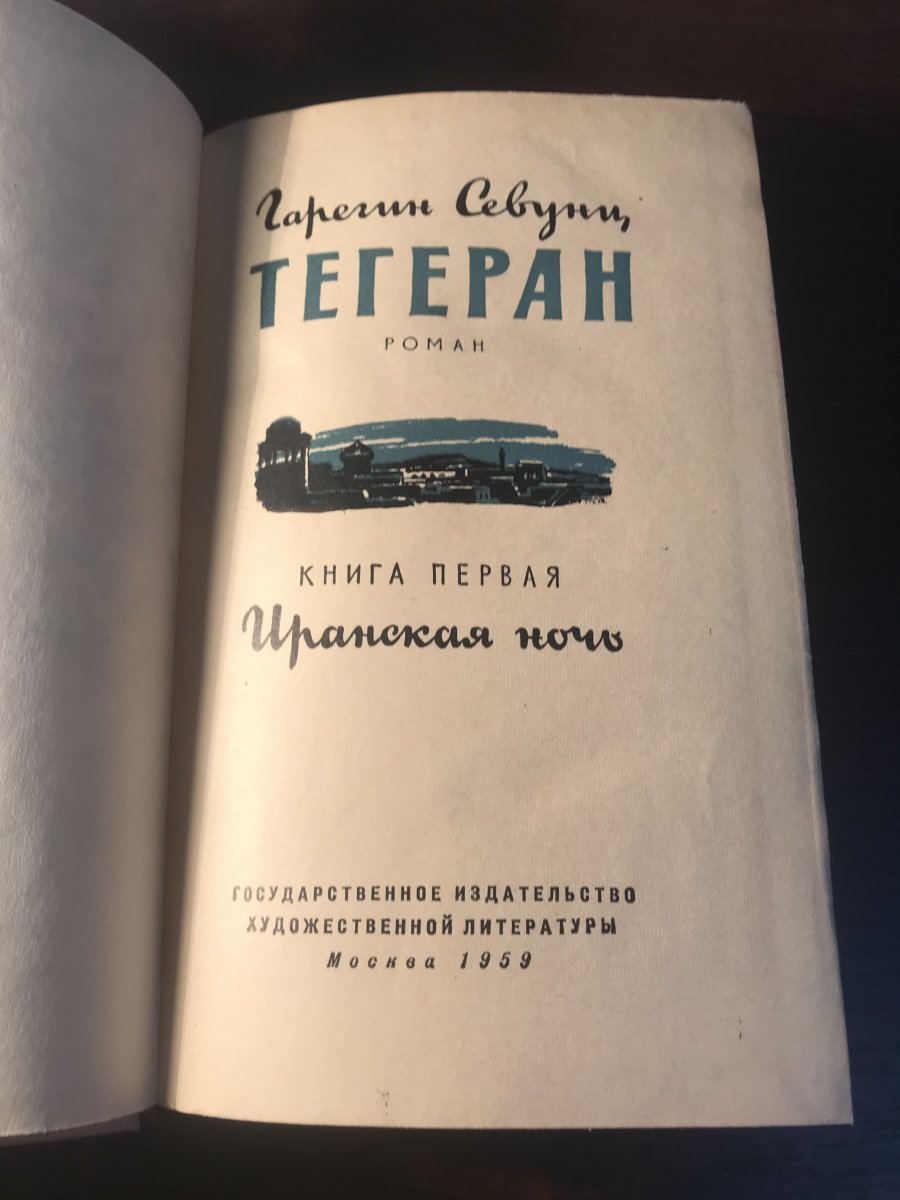 Гарегин Севунц
ТЕГЕРАН
РОМАН
КНИГА ПЕРВАЯ
Иранская ночь
ГОСУДАРСТВЕННОЕ ИЗДАТЕЛЬСТВО
ХУДОЖЕСТВЕННОЙ ЛИТЕРАТУРЫ
Москва 1959